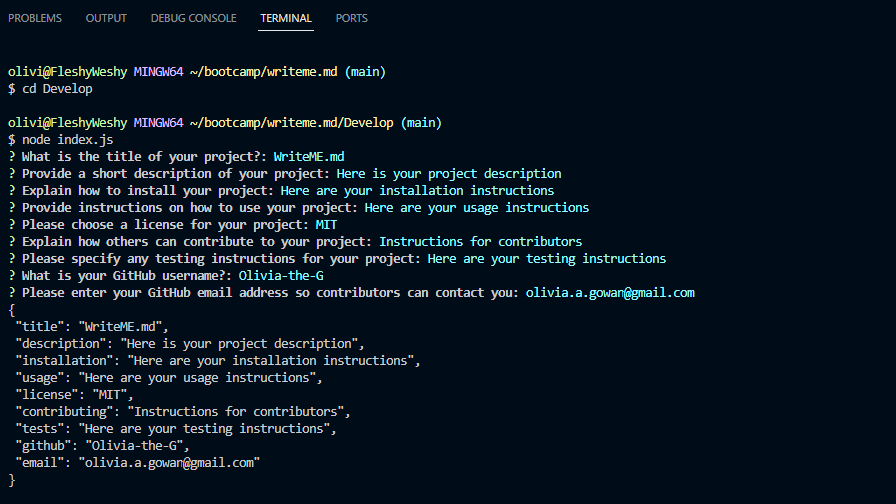 PROBLEMS OUTPUT DEBUG CONSOLE TERMINAL PORTS
olivi@FleshyWeshy MINGW64 ~/bootcamp/writeme.md (main)
$ cd Develop
olivi@FleshyWeshy MINGW64 ~/bootcamp/writeme.md/Develop (main)
$ node index.js
? What is the title of your project?: WriteME.md
? Provide a short description of your project: Here is your project description
? Explain how to install your project: Here are your installation instructions
? Provide instructions on how to use your project: Here are your usage instructions
? Please choose a license for your project: MIT
? Explain how others can contribute to your project: Instructions for contributors
? Please specify any testing instructions for your project: Here are your testing instructions
? What is your GitHub username?: Olivia-the-G
? Please enter your GitHub email address so contributors can contact you: olivia.a.gowan@gmail.com
{
 "title": "WriteME.md",
 "description": "Here is your project description",
 "installation": "Here are your installation instructions",
 "usage": "Here are your usage instructions",
 "license": "MIT",
 "contributing": "Instructions for contributors",
 "tests": "Here are your testing instructions",
 "github": "Olivia-the-G",
 "email": "olivia.a.gowan@gmail.com"
}